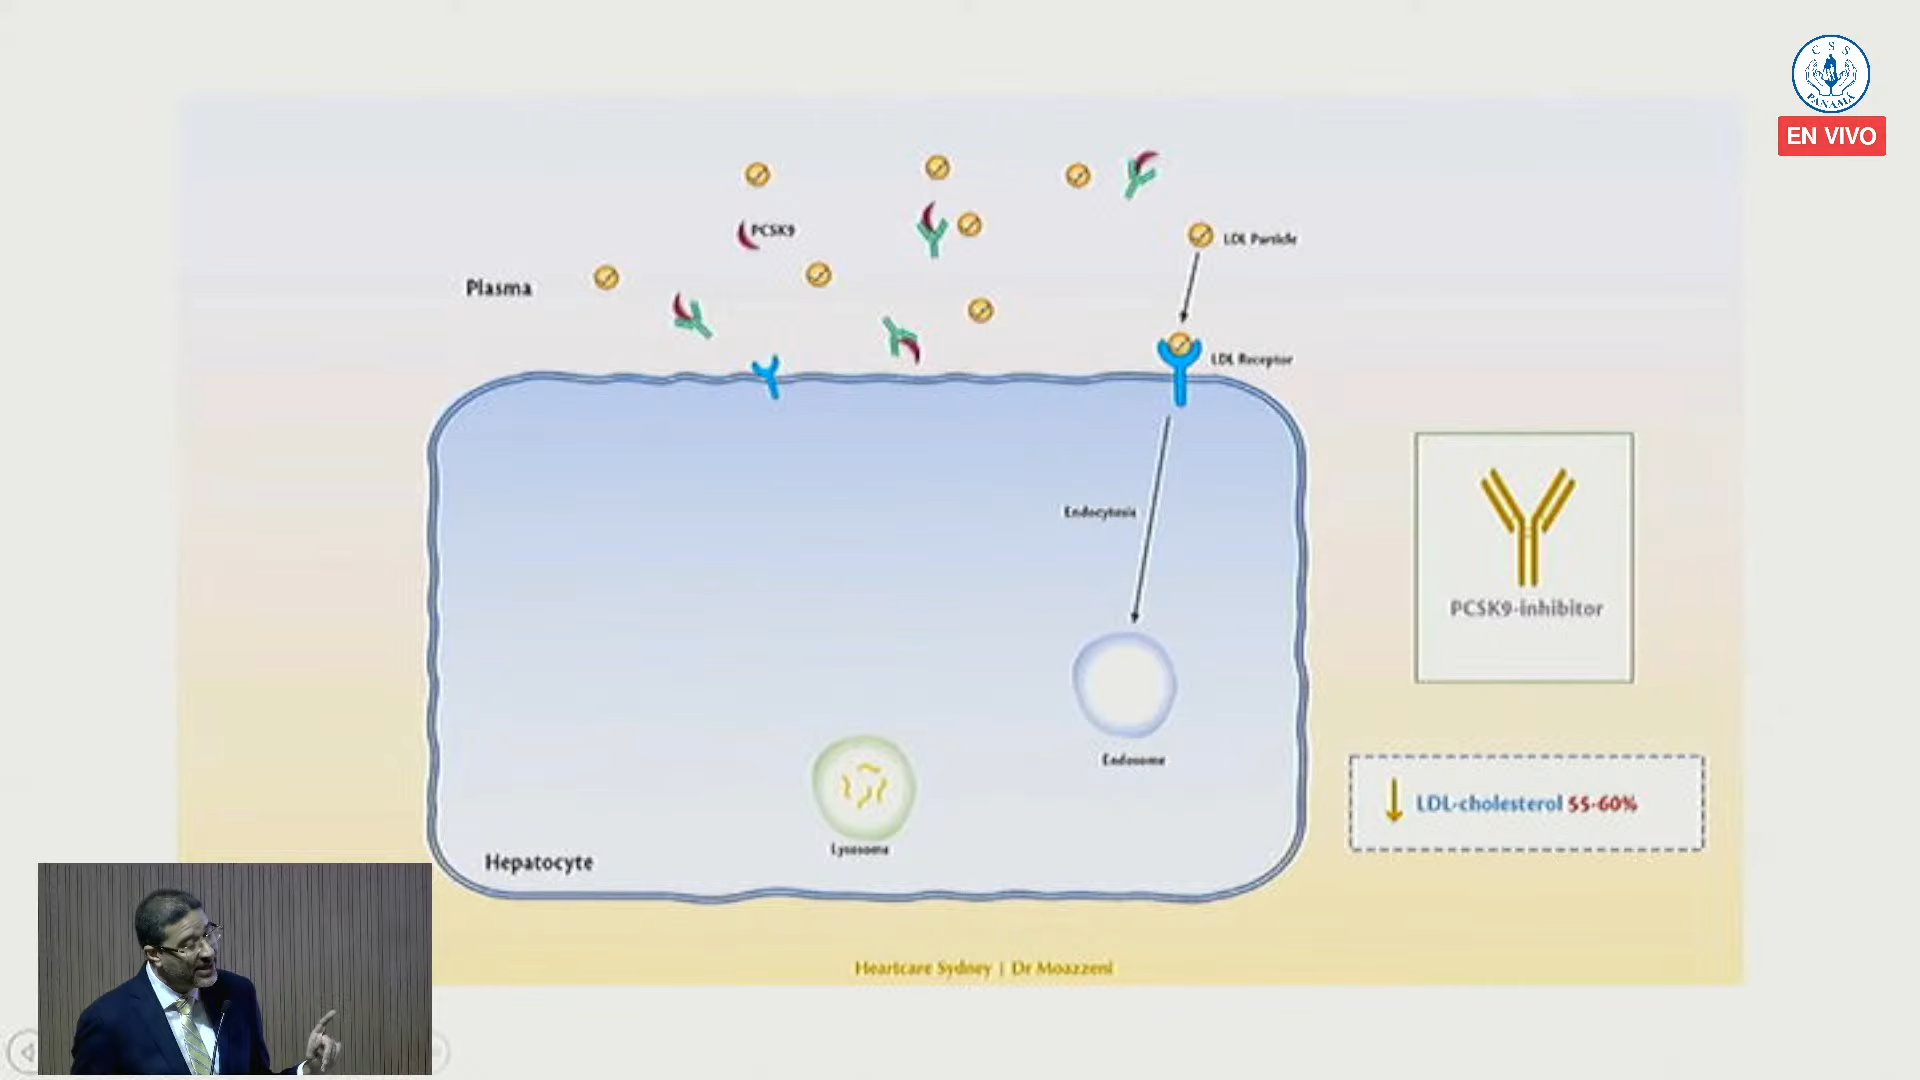 C S S
PANAMÁ
EN VIVO
PCSK9
LDL Particle
Plasma
LDL Receptor
Endocytosis
PCSK9-inhibitor
Endosome
LDL-cholesterol 55-60%
Lysosome
Hepatocyte
Heartcare Sydney | Dr Moazzeni